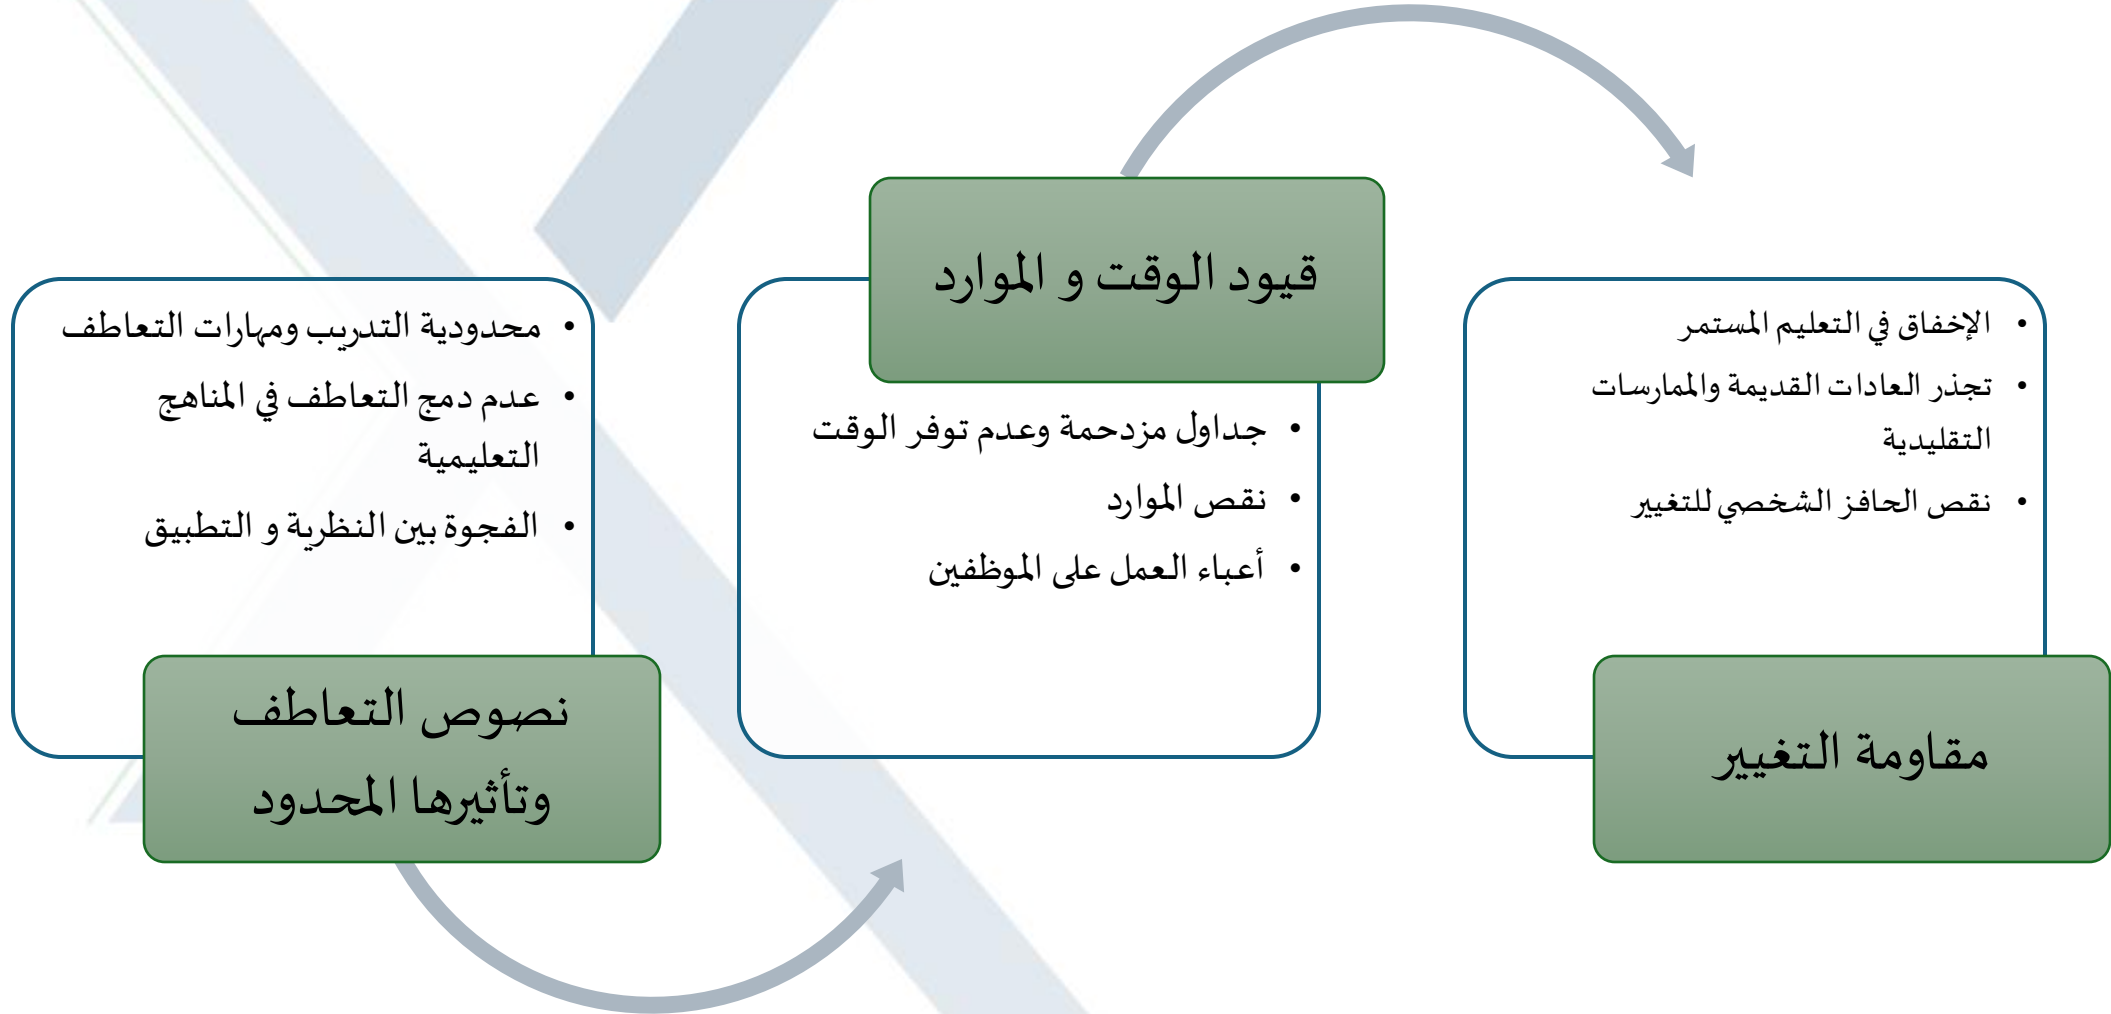 • محدودية التدريب ومهارات التعاطف
• عدم دمج التعاطف في المناهج
التعليمية
• الفجوة بين النظرية و التطبيق
نصوص التعاطف
وتأثيرها المحدود
قيود الوقت و الموارد
• جداول مزدحمة وعدم توفر الوقت
• نقص الموارد
• أعباء العمل على الموظفين
• الإخفاق في التعليم المستمر
• تجذر العادات القديمة والممارسات
التقليدية
• نقص الحافز الشخصي للتغيير
مقاومة التغيير